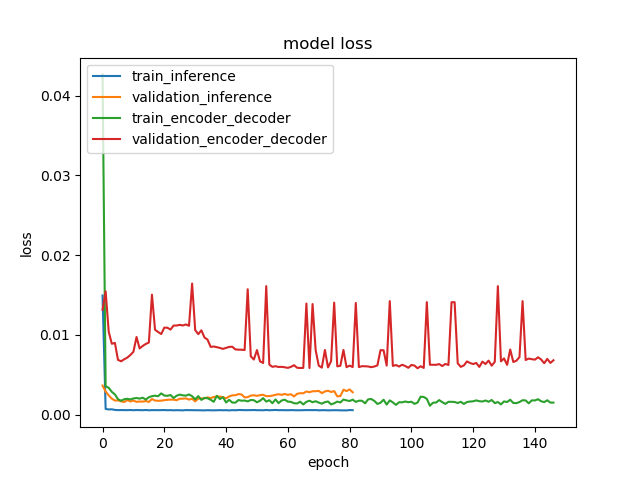 model loss
train_inference
validation_inference
train_encoder_decoder
validation_encoder_decoder
0.04
0.03
0.02
0.01
0.00
loss
0 20 40 60 80 100 120 140
epoch